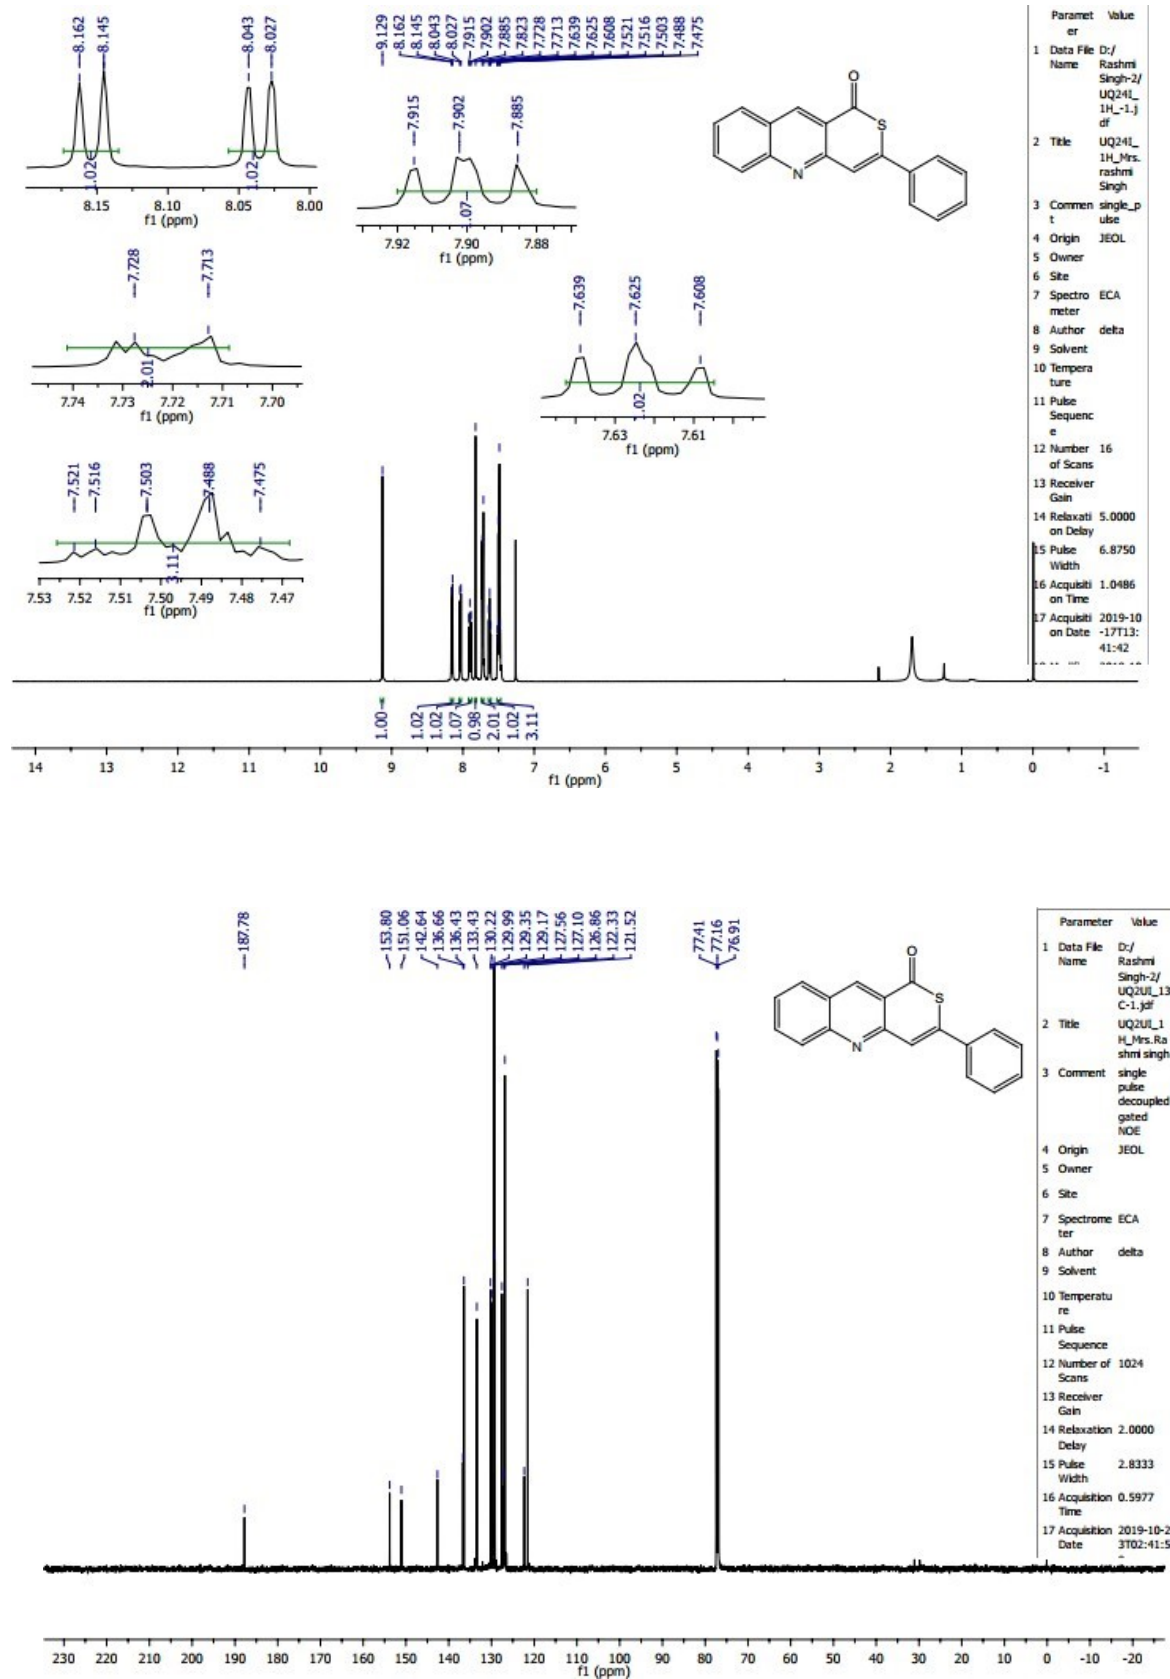 8.162
8.145
8.043
8.027
1.02
1.02
8.15
8.10
8.05
8.00
f1 (ppm)
9.129
8.162
8.145
8.043
8.027
7.915
7.902
7.885
7.823
7.728
7.713
7.639
7.625
7.608
7.521
7.516
7.503
7.488
7.475
7.915
7.902
7.885
1.07
7.92
7.90
7.88
f1 (ppm)
O
S
N
7.728
7.713
2.01
7.74
7.73
7.72
7.71
7.70
f1 (ppm)
7.639
7.625
7.608
1.02
7.63
7.61
f1 (ppm)
7.521
7.516
7.503
7.488
7.475
3.11
7.53
7.52
7.51
7.50
7.49
7.48
7.47
f1 (ppm)
Paramet Value
er
1 Data File D:/
Name Rashmi
Singh-2/
UQ24I_
1H_-1.j
df
2 Title UQ24I_
1H_Mrs.
rashmi
Singh
3 Commen single_p
t ulse
4 Origin JEOL
5 Owner
6 Site
7 Spectro ECA
meter
8 Author delta
9 Solvent
10 Tempera
ture
11 Pulse
Sequenc
e
12 Number 16
of Scans
13 Receiver
Gain
14 Relaxati 5.0000
on Delay
15 Pulse 6.8750
Width
16 Acquisiti 1.0486
on Time
17 Acquisiti 2019-10
on Date -17T13:
41:42
1.00
1.02
1.02
1.07
0.98
2.01
1.02
3.11
14 13 12 11 10 9 8 7 6 5 4 3 2 1 0 -1
f1 (ppm)
187.78
153.80
151.06
142.64
136.66
136.43
133.43
130.22
129.99
129.35
129.17
127.56
127.10
126.86
122.33
121.52
77.41
77.16
76.91
O
S
N
Parameter Value
1 Data File D:/
Name Rashmi
Singh-2/
UQ2UI_13
C-1.jdf
2 Title UQ2UI_1
H_Mrs.Ra
shmi singh
3 Comment single
pulse
decoupled
gated
NOE
4 Origin JEOL
5 Owner
6 Site
7 Spectrome ECA
ter
8 Author delta
9 Solvent
10 Temperatu
re
11 Pulse
Sequence
12 Number of 1024
Scans
13 Receiver
Gain
14 Relaxation 2.0000
Delay
15 Pulse 2.8333
Width
16 Acquisition 0.5977
Time
17 Acquisition 2019-10-2
Date 3T02:41:5
230 220 210 200 190 180 170 160 150 140 130 120 110 100 90 80 70 60 50 40 30 20 10 0 -10 -20
f1 (ppm)